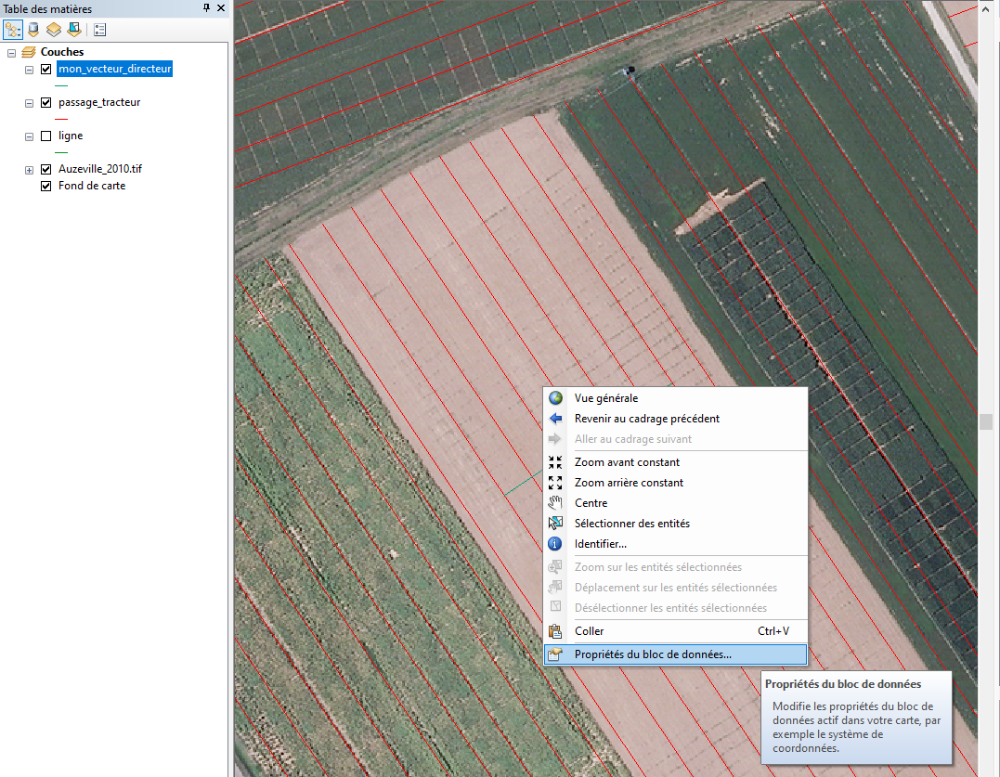 Table des matières
Couches
mon_vecteur_directeur
passage_tracteur
ligne
Auzeville_2010.tif
Fond de carte
Vue générale
Revenir au cadrage précédent
Aller au cadrage suivant
Zoom avant constant
Zoom arrière constant
Centre
Sélectionner des entités
Identifier...
Zoom sur les entités sélectionnées
Déplacement sur les entités sélectionnées
Désélectionner les entités sélectionnées
Coller Ctrl+V
Propriétés du bloc de données...
Propriétés du bloc de données
Modifie les propriétés du bloc de
données actif dans votre carte, par
exemple le système de
coordonnées.